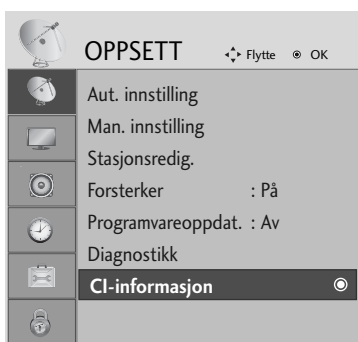 OPPSETT Flytte OK
Aut. innstilling
Man. innstilling
Stasjonsredig.
Forsterker : På
Programvareoppdat. : Av
Diagnostikk
CI-informasjon